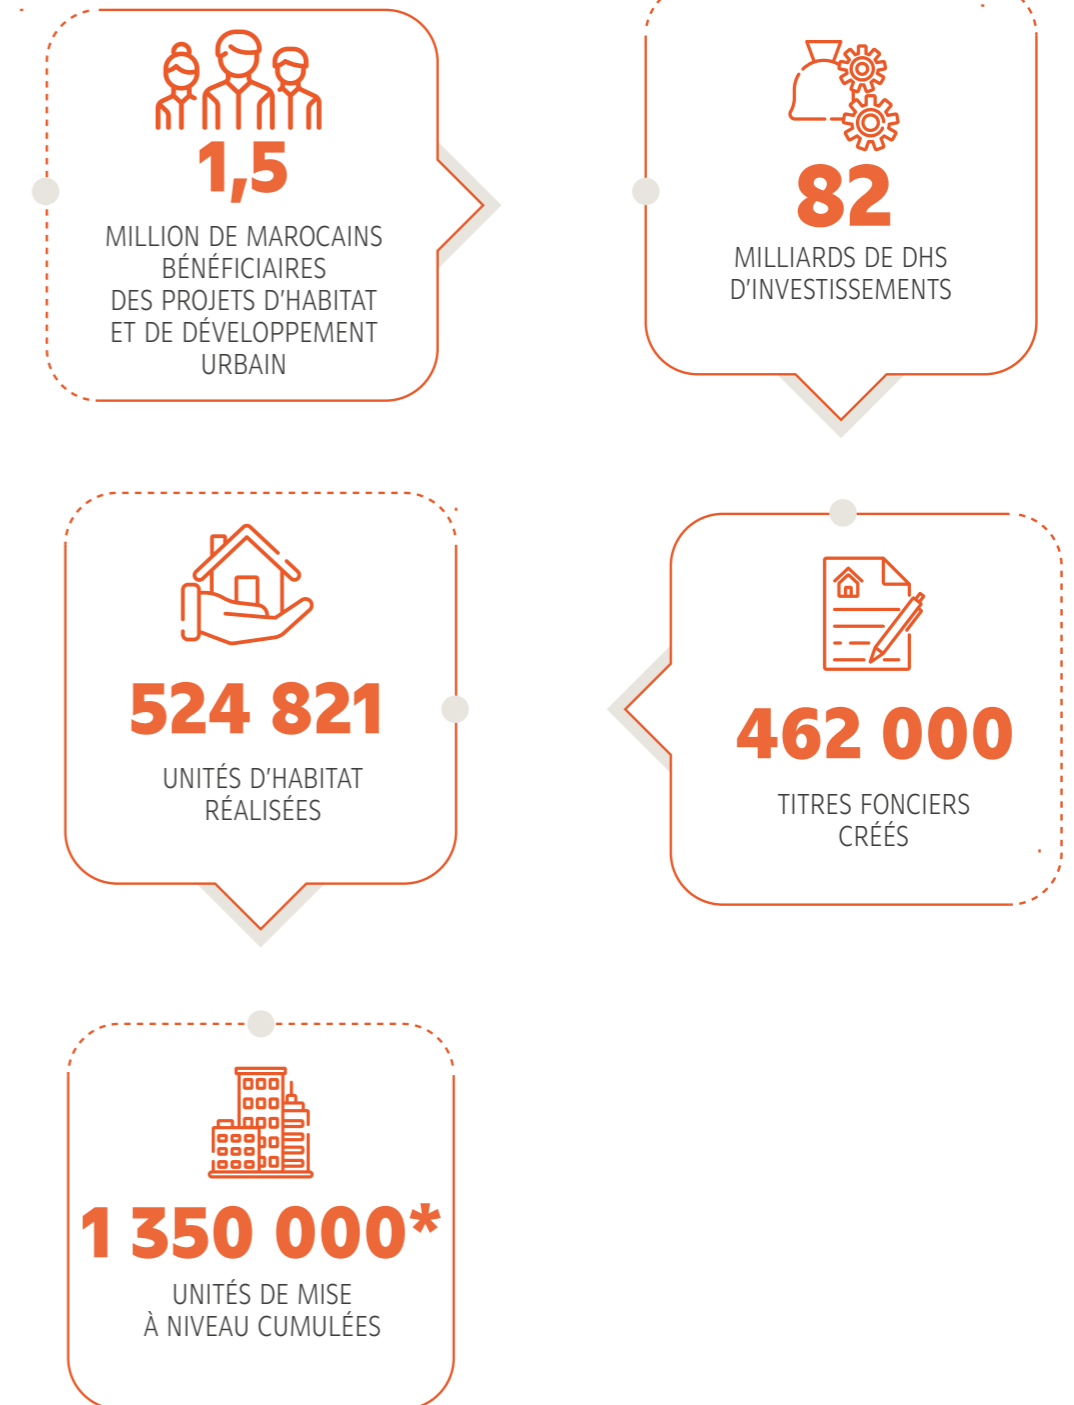 1,5
MILLION DE MAROCAINS
BÉNÉFICIAIRES
DES PROJETS D'HABITAT
ET DE DÉVELOPPEMENT
URBAIN
82
MILLIARDS DE DHS
D'INVESTISSEMENTS
524 821
UNITÉS D'HABITAT
RÉALISÉES
462 000
TITRES FONCIERS
CRÉÉS
1 350 000*
UNITÉS DE MISE
À NIVEAU CUMULÉES